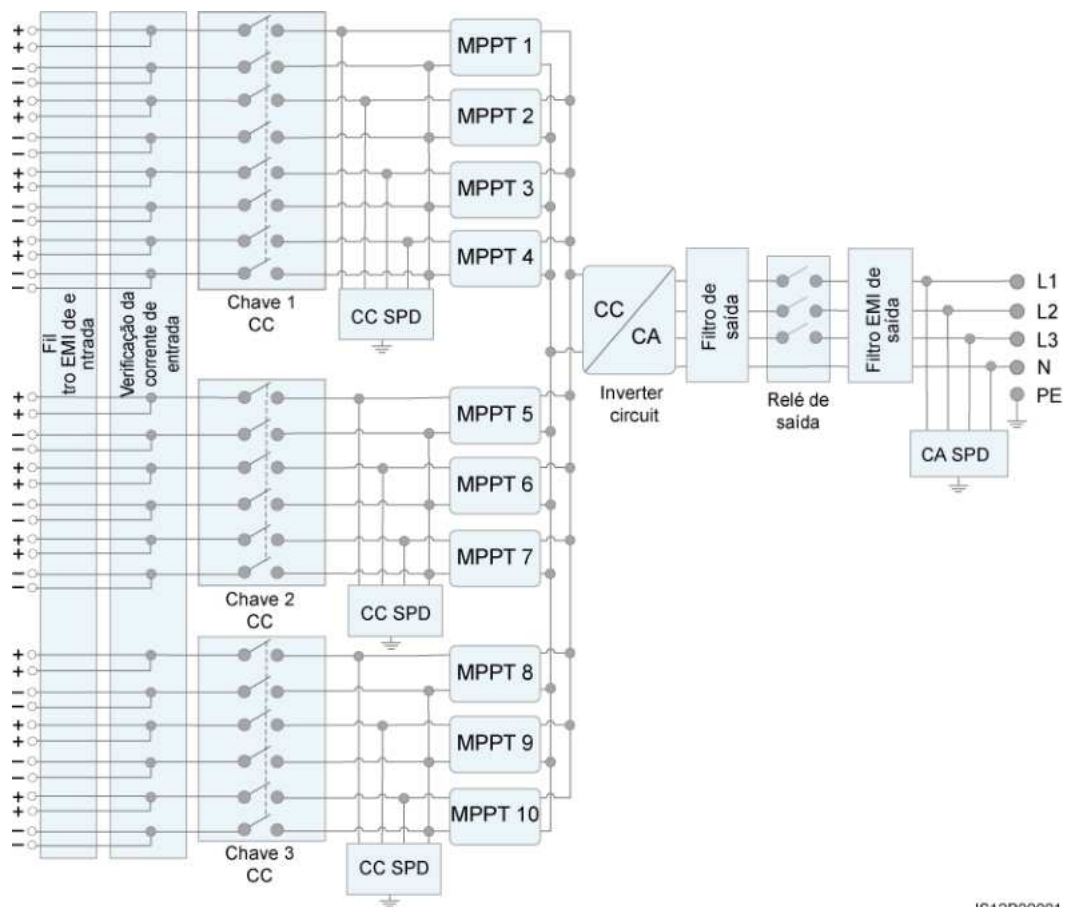 +
+
−
−
+
+
−
−
+
+
−
−
+
+
−
−
MPPT 1
MPPT 2
MPPT 3
MPPT 4
Chave 1
CC
CC SPD
Fil
tro EMI de e
ntrada
Verificação da
corrente de
entrada
CC
CA
Inverter
circuit
Filtro de
saída
Relé de
saída
Filtro EMI de
saída
L1
L2
L3
N
PE
CA SPD
+
+
−
−
+
+
−
−
+
+
−
−
MPPT 5
MPPT 6
MPPT 7
Chave 2
CC
CC SPD
+
+
−
−
+
+
−
−
+
+
−
−
MPPT 8
MPPT 9
MPPT 10
Chave 3
CC
CC SPD